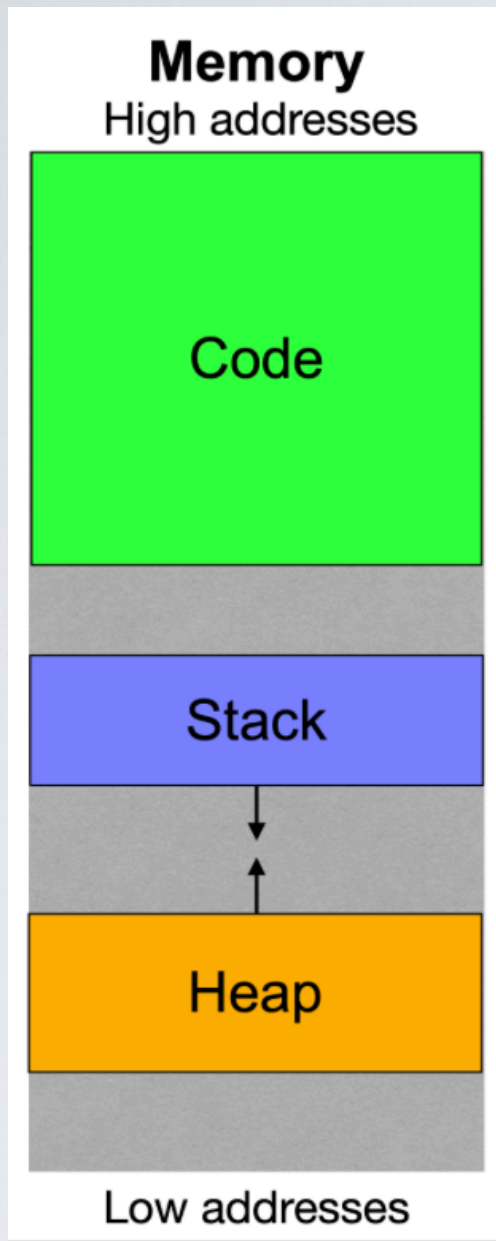 Memory
High addresses
Code
Stack
Heap
Low addresses